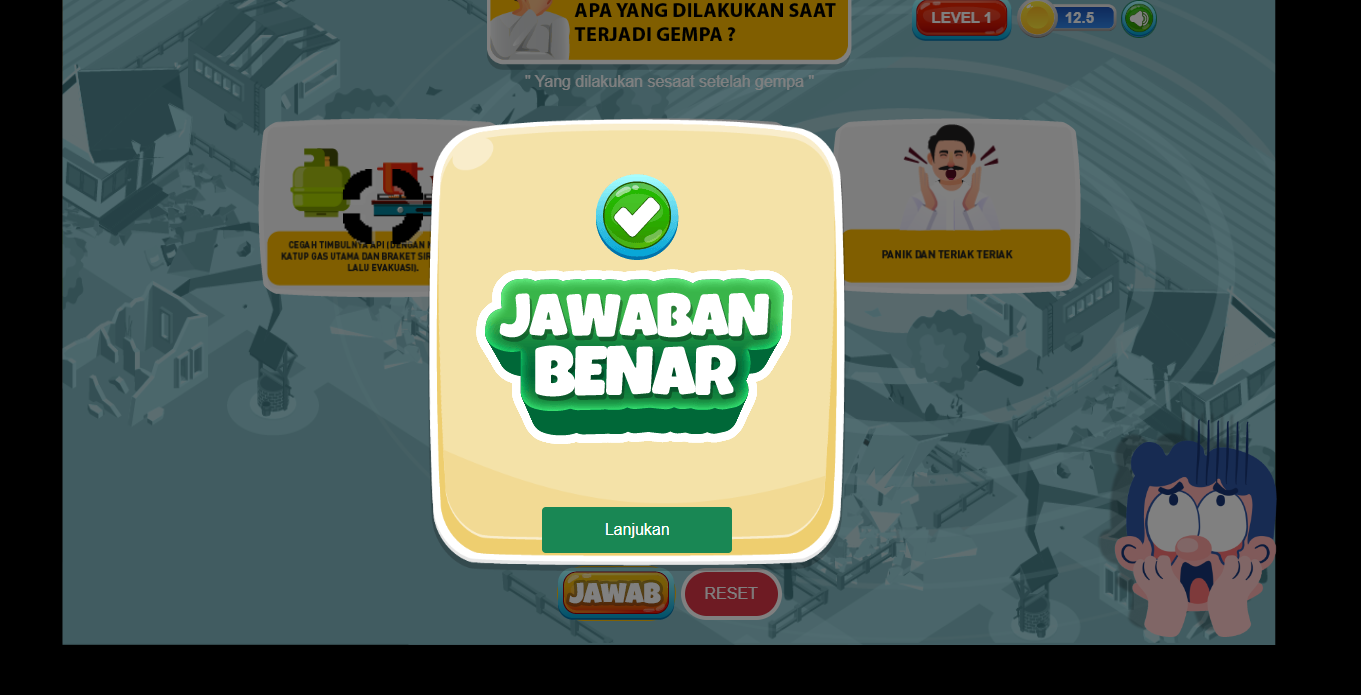 APA YANG DILAKUKAN SAAT
TERJADI GEMPA ?
LEVEL 1
12.5
" Yang dilakukan sesaat setelah gempa "
CEGAH TIMBULNYA API (DENGAN
KATUP GAS UTAMA DAN BRAKET
LALU EVAKUASI).
PANIK DAN TERIAK TERIAK
JAWABAN
BENAR
Lanjukan
JAWAB
RESET